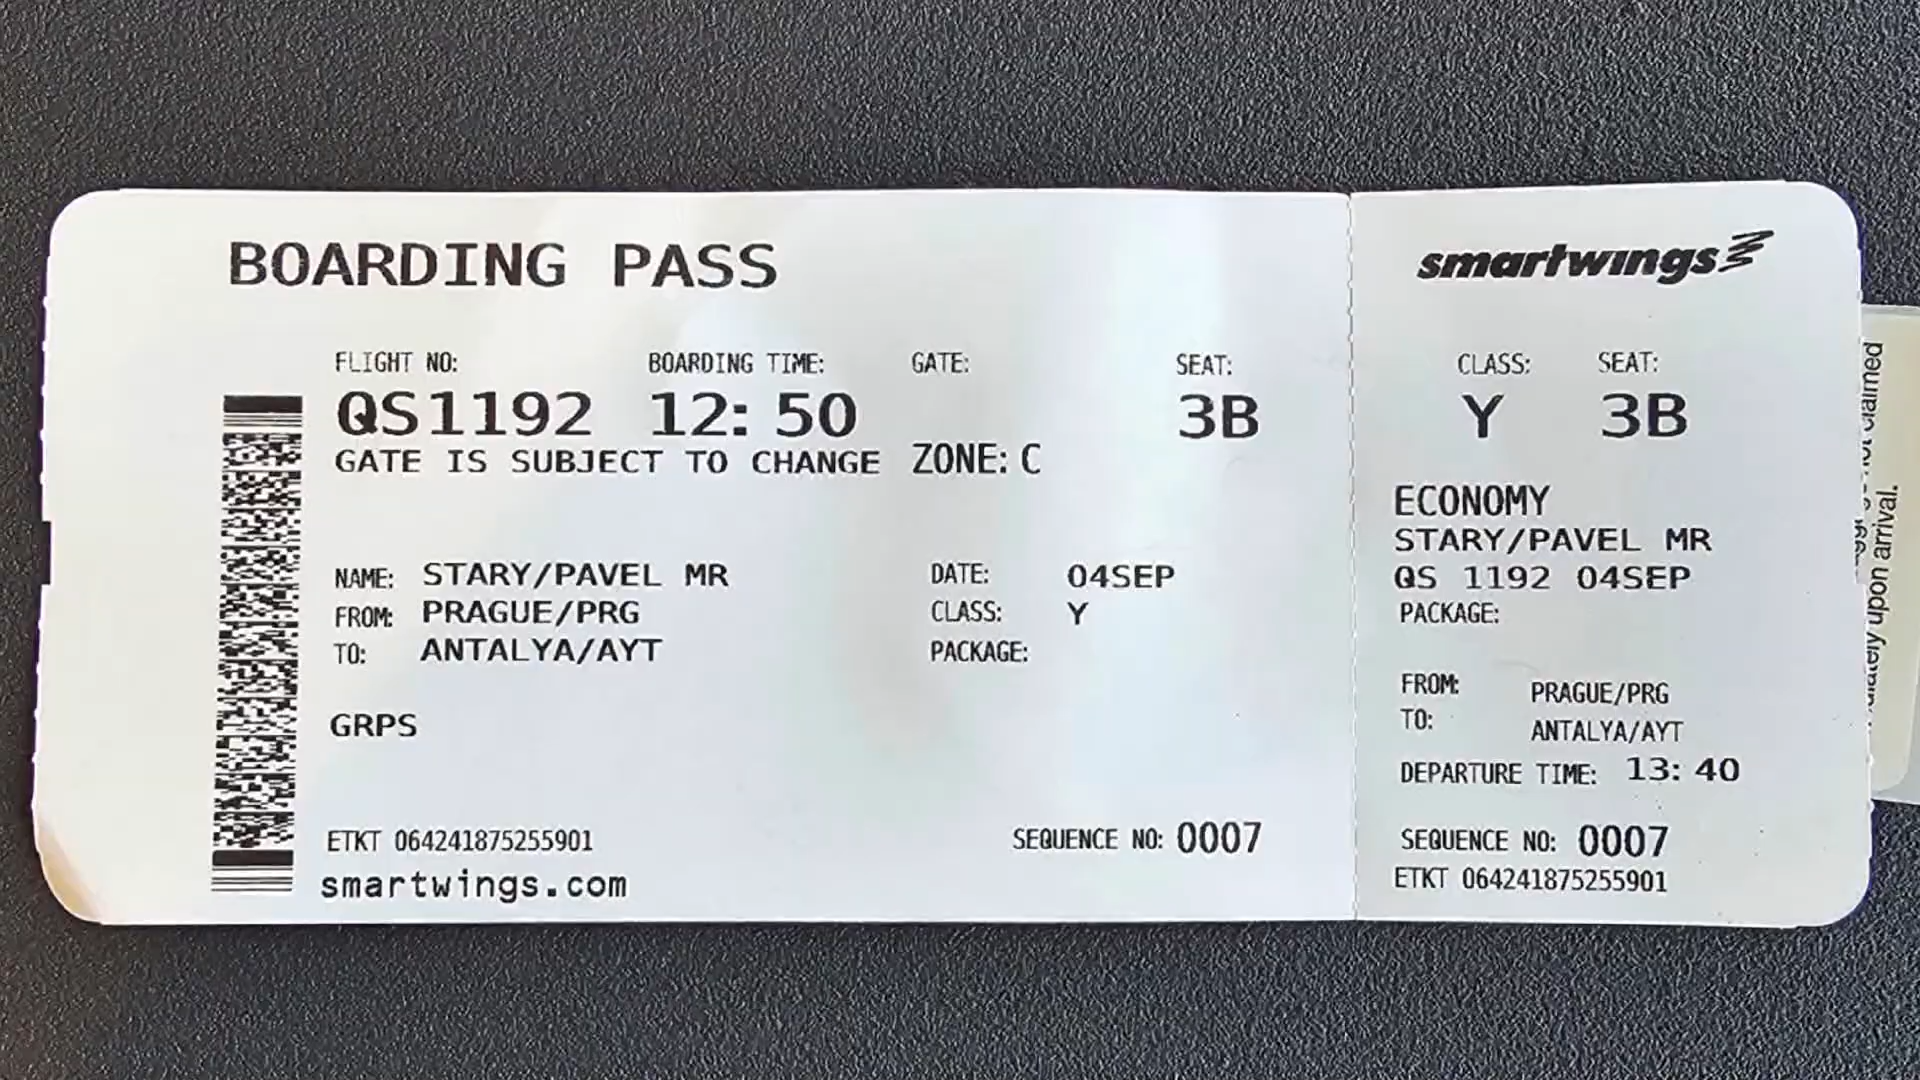 BOARDING PASS
FLIGHT NO: BOARDING TIME: GATE: SEAT:
QS1192 12: 50 3B
GATE IS SUBJECT TO CHANGE ZONE: C
NAME: STARY/PAVEL MR DATE: 04SEP
FROM: PRAGUE/PRG CLASS: Y
TO: ANTALYA/AYT PACKAGE:
GRPS
ETKT 064241875255901 SEQUENCE NO: 0007
smartwings.com
smartwings
CLASS: SEAT:
Y 3B
ECONOMY
STARY/PAVEL MR
QS 1192 04SEP
PACKAGE:
FROM: PRAGUE/PRG
TO: ANTALYA/AYT
DEPARTURE TIME: 13: 40
SEQUENCE NO: 0007
ETKT 064241875255901
not claimed
upon arrival.